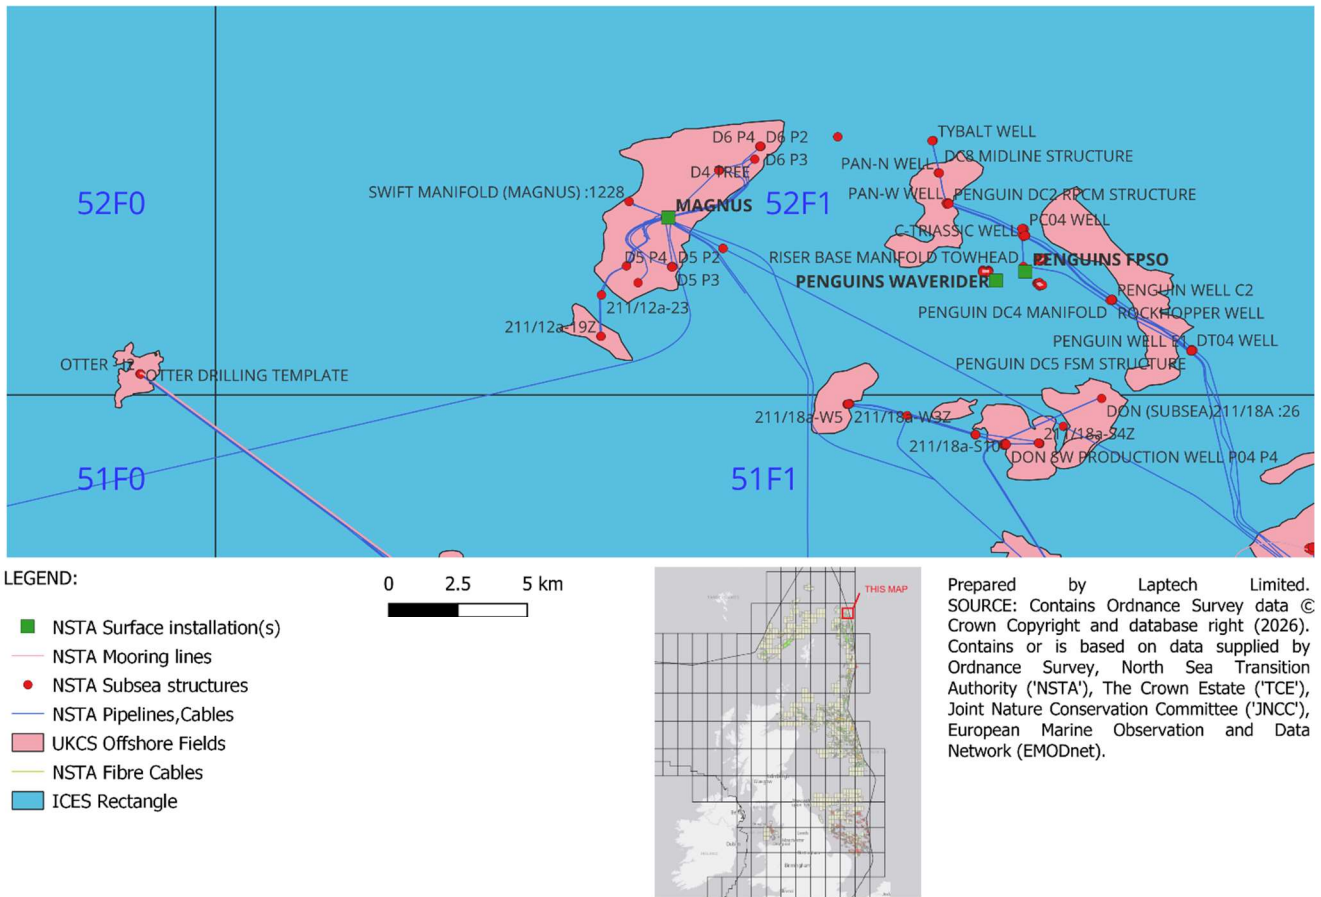 D6 P4
D6 P2
TYBALT WELL
D6 P3
DC8 MIDLINE STRUCTURE
PAN-N WELL
D4 TREE
SWIFT MANIFOLD (MAGNUS) :1228
PAN-W WELL
PENGUIN DC2 RPCM STRUCTURE
52F0
MAGNUS
52F1
PC04 WELL
C-TRIASSIC WELL
D5 P4
D5 P2
RISER BASE MANIFOLD TOWHEAD
PENGUINS FPSO
D5 P3
PENGUINS WAVERIDER
PENGUIN WELL C2
211/12a-23
PENGUIN DC4 MANIFOLD
ROCKHOPPER WELL
211/12a-19Z
PENGUIN WELL E1
DT04 WELL
OTTER -J2
OTTER DRILLING TEMPLATE
PENGUIN DC5 FSM STRUCTURE
211/18a-W5
211/18a-W3Z
DON (SUBSEA)211/18A :26
211/18a-S4Z
211/18a-S10
DON SW PRODUCTION WELL P04 P4
51F0
51F1
LEGEND:
NSTA Surface installation(s)
NSTA Mooring lines
NSTA Subsea structures
NSTA Pipelines,Cables
UKCS Offshore Fields
NSTA Fibre Cables
ICES Rectangle
0 2.5 5 km
THIS MAP
Prepared by Laptech Limited.
SOURCE: Contains Ordnance Survey data ©
Crown Copyright and database right (2026).
Contains or is based on data supplied by
Ordnance Survey, North Sea Transition
Authority ('NSTA'), The Crown Estate ('TCE'),
Joint Nature Conservation Committee ('JNCC'),
European Marine Observation and Data
Network (EMODnet).